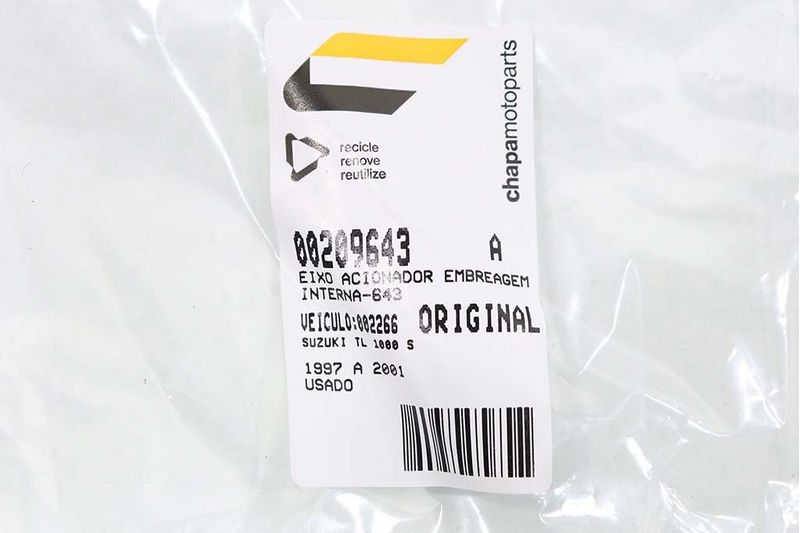 chapamotoparts
recicle
renove
reutilize
00209643 A
EIXO ACIONADOR EMBREAGEM
INTERNA-643
VEICULO:002266 ORIGINAL
SUZUKI TL 1000 S
1997 A 2001
USADO